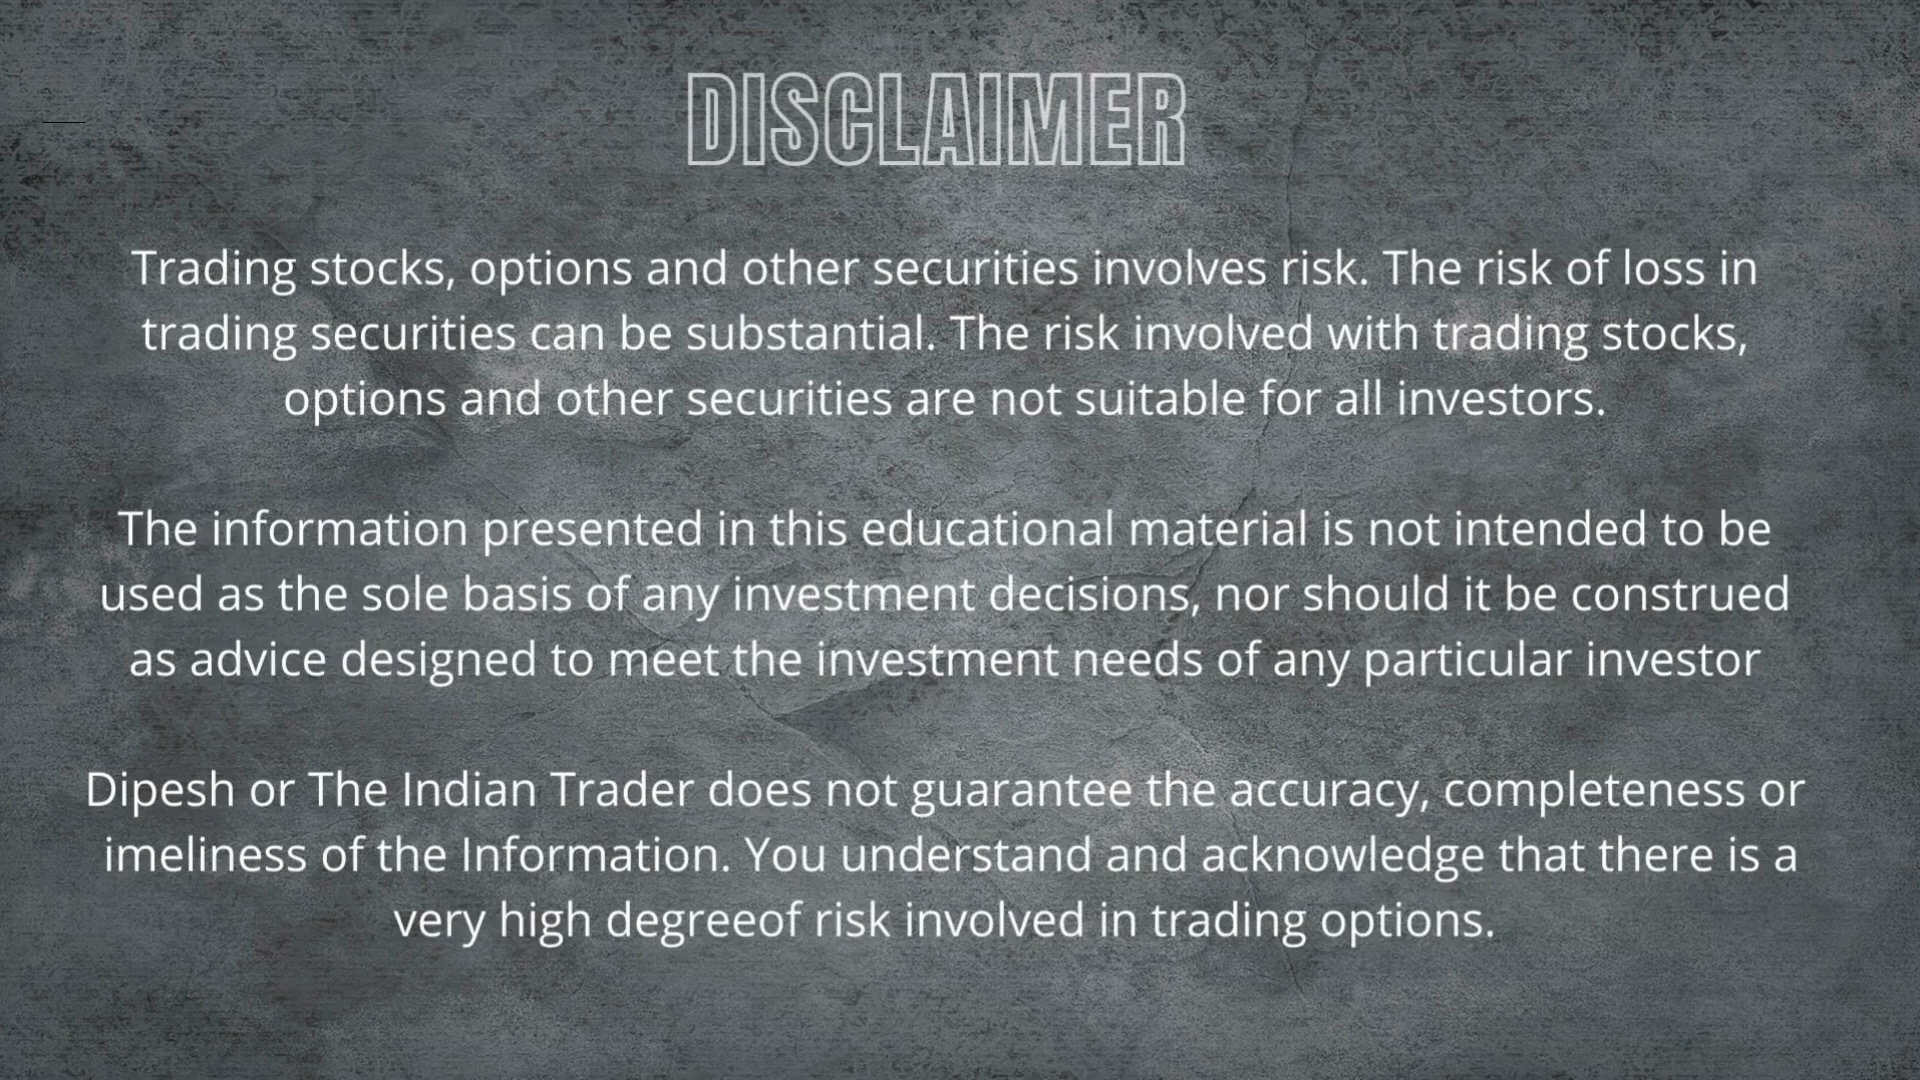 DISCLAIMER
Trading stocks, options and other securities involves risk. The risk of loss in
trading securities can be substantial. The risk involved with trading stocks,
options and other securities are not suitable for all investors.
The information presented in this educational material is not intended to be
used as the sole basis of any investment decisions, nor should it be construed
as advice designed to meet the investment needs of any particular investor
Dipesh or The Indian Trader does not guarantee the accuracy, completeness or
imeliness of the Information. You understand and acknowledge that there is a
very high degreeof risk involved in trading options.